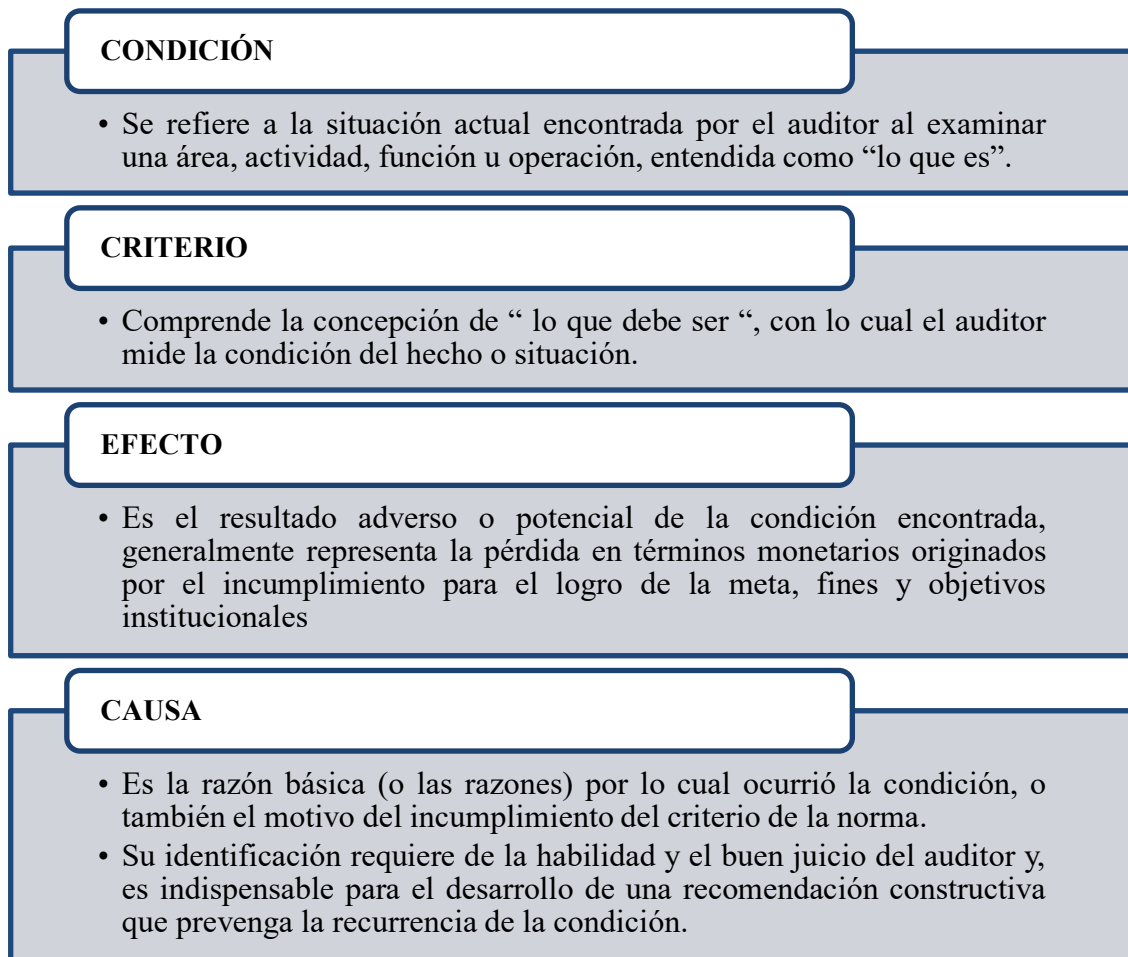 CONDICIÓN
• Se refiere a la situación actual encontrada por el auditor al examinar
una área, actividad, función u operación, entendida como “lo que es”.
CRITERIO
• Comprende la concepción de “ lo que debe ser “, con lo cual el auditor
mide la condición del hecho o situación.
EFECTO
• Es el resultado adverso o potencial de la condición encontrada,
generalmente representa la pérdida en términos monetarios originados
por el incumplimiento para el logro de la meta, fines y objetivos
institucionales
CAUSA
• Es la razón básica (o las razones) por lo cual ocurrió la condición, o
también el motivo del incumplimiento del criterio de la norma.
• Su identificación requiere de la habilidad y el buen juicio del auditor y,
es indispensable para el desarrollo de una recomendación constructiva
que prevenga la recurrencia de la condición.